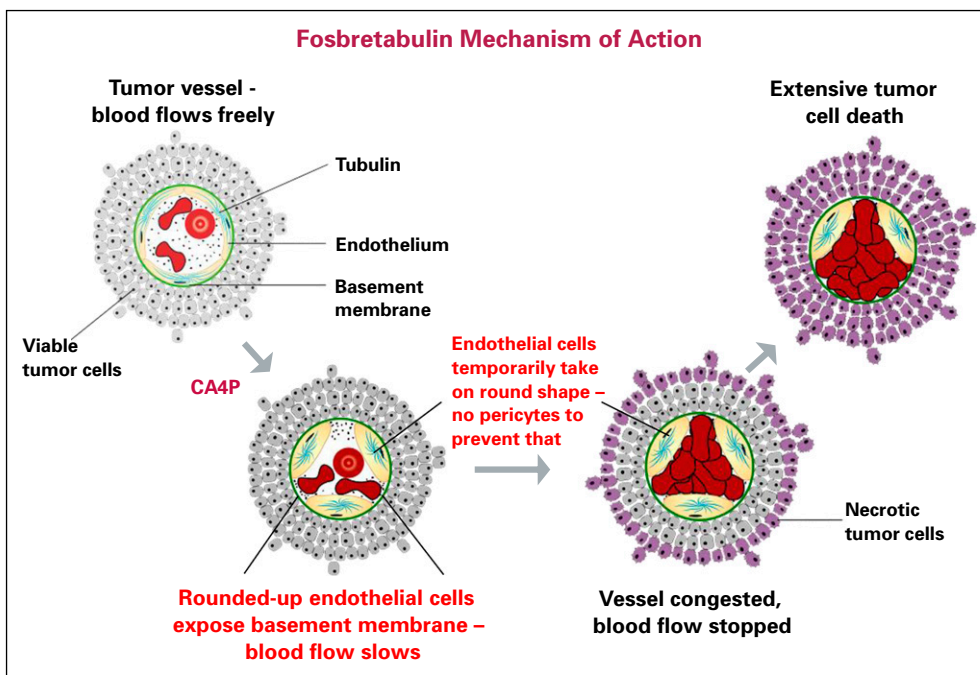 Fosbretabulin Mechanism of Action
Tumor vessel -
blood flows freely
Tubulin
Endothelium
Basement
membrane
Viable
tumor cells
CA4P
Endothelial cells
temporarily take
on round shape –
no pericytes to
prevent that
Rounded-up endothelial cells
expose basement membrane –
blood flow slows
Extensive tumor
cell death
Necrotic
tumor cells
Vessel congested,
blood flow stopped